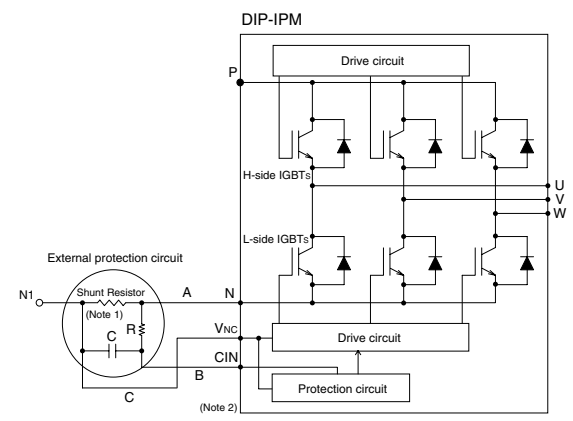 DIP-IPM
Drive circuit
P
H-side IGBTs
U
V
W
L-side IGBTs
External protection circuit
N1
Shunt Resistor
A
N
(Note 1)
R
C
VNC
Drive circuit
CIN
B
C
Protection circuit
(Note 2)